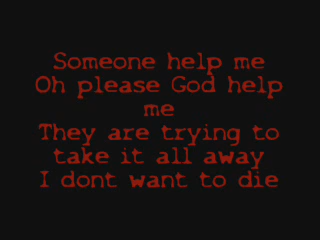 Someone help me
Oh please God help
me
They are trying to
take it all away
I dont want to die